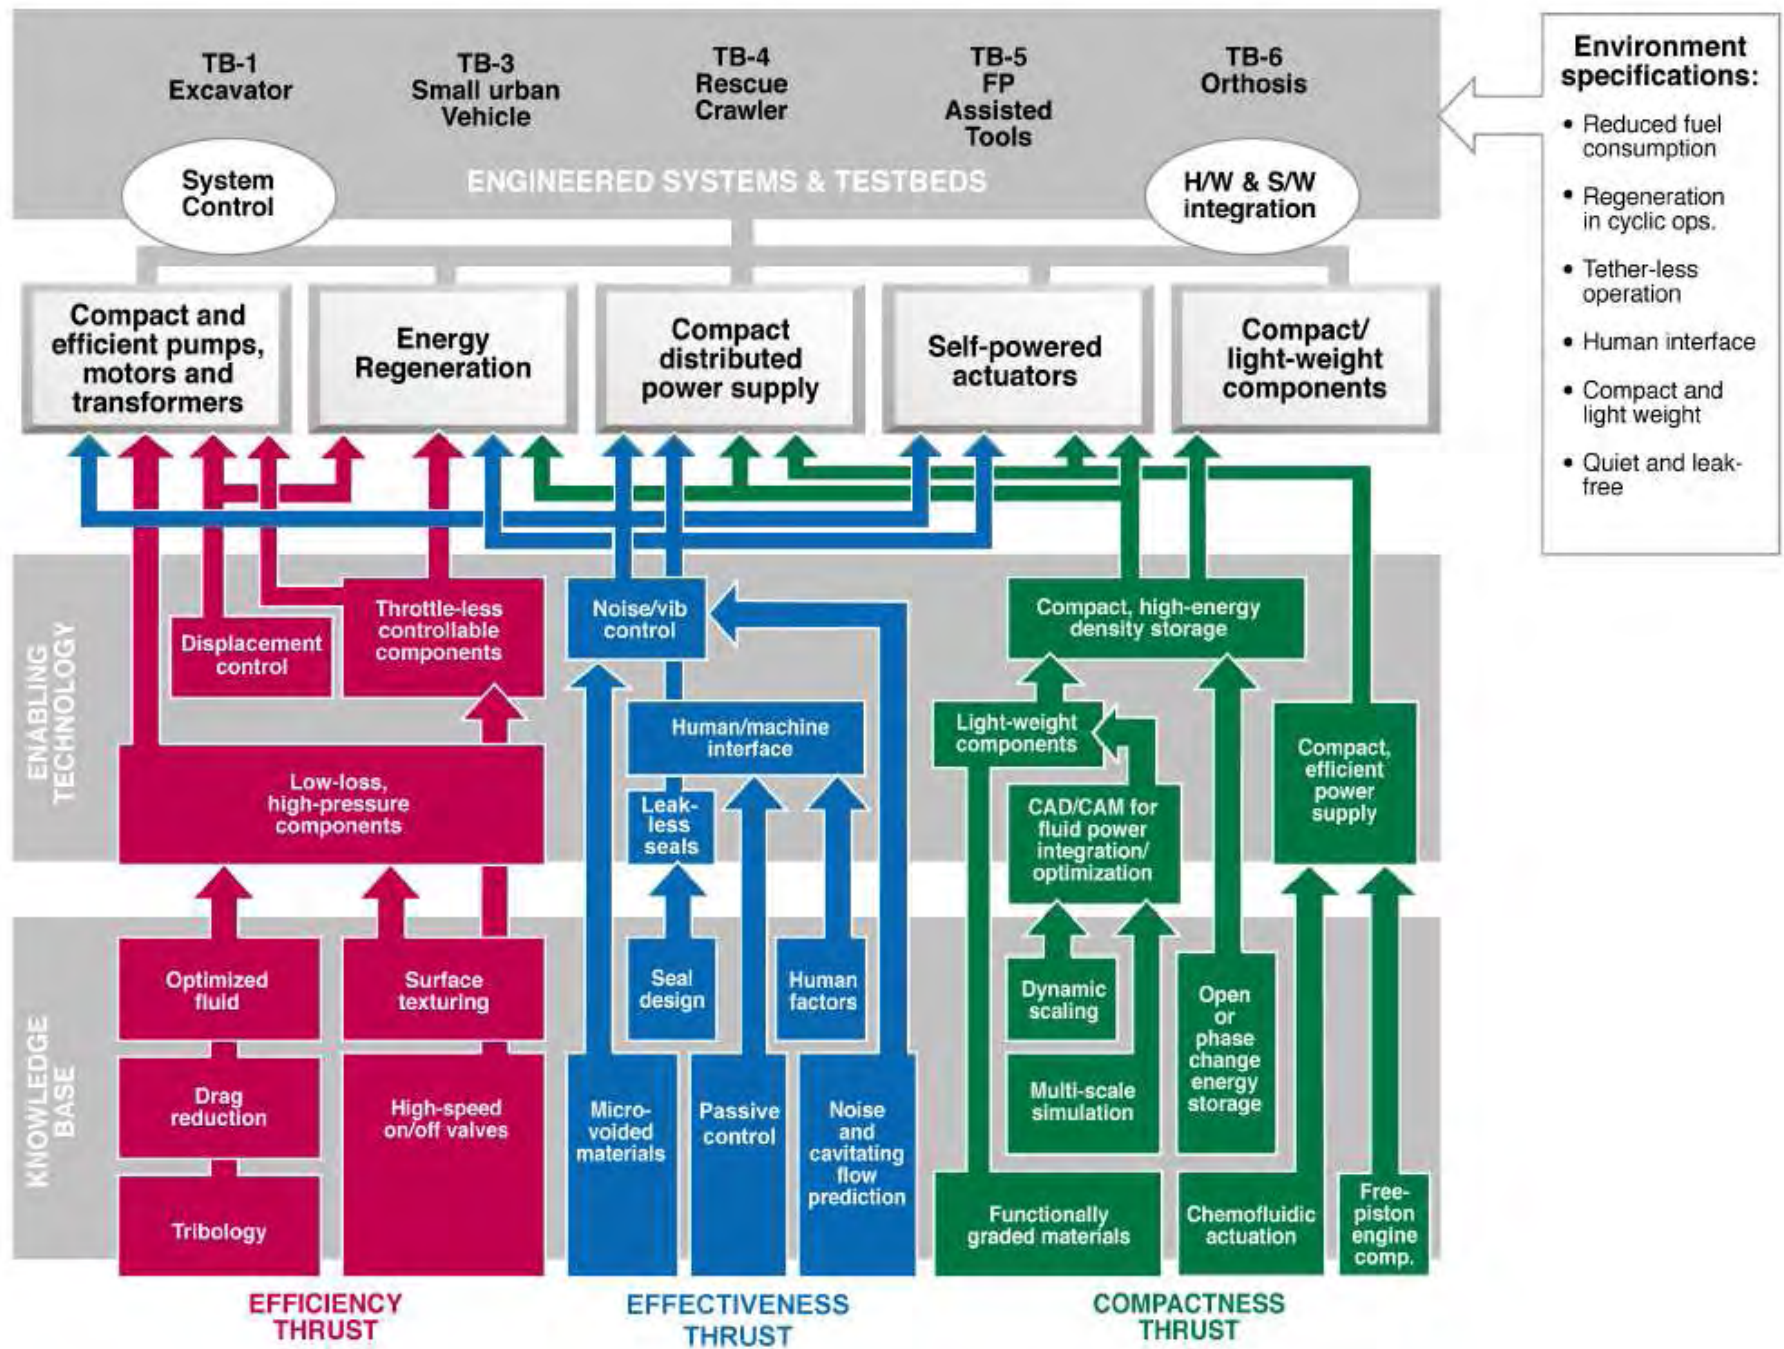 TB-1
Excavator
TB-3
Small urban
Vehicle
TB-4
Rescue
Crawler
TB-5
FP
Assisted
Tools
TB-6
Orthosis
System
Control
ENGINEERED SYSTEMS & TESTBEDS
H/W & S/W
integration
Environment
specifications:
• Reduced fuel
consumption
• Regeneration
in cyclic ops.
• Tether-less
operation
• Human interface
• Compact and
light weight
• Quiet and leak-
free
Compact and
efficient pumps,
motors and
transformers
Energy
Regeneration
Compact
distributed
power supply
Self-powered
actuators
Compact/
light-weight
components
ENABLING
TECHNOLOGY
Displacement
control
Throttle-less
controllable
components
Low-loss,
high-pressure
components
Noise/vib
control
Human/machine
interface
Leak-
less
seals
Compact, high-energy
density storage
Light-weight
components
CAD/CAM for
fluid power
integration/
optimization
Compact,
efficient
power
supply
KNOWLEDGE
BASE
Optimized
fluid
Surface
texturing
Drag
reduction
High-speed
on/off valves
Tribology
Seal
design
Human
factors
Micro-
voided
materials
Passive
control
Noise
and
cavitating
flow
prediction
Dynamic
scaling
Multi-scale
simulation
Open
or
phase
change
energy
storage
Functionally
graded materials
Chemofluidic
actuation
Free-
piston
engine
comp.
EFFICIENCY
THRUST
EFFECTIVENESS
THRUST
COMPACTNESS
THRUST